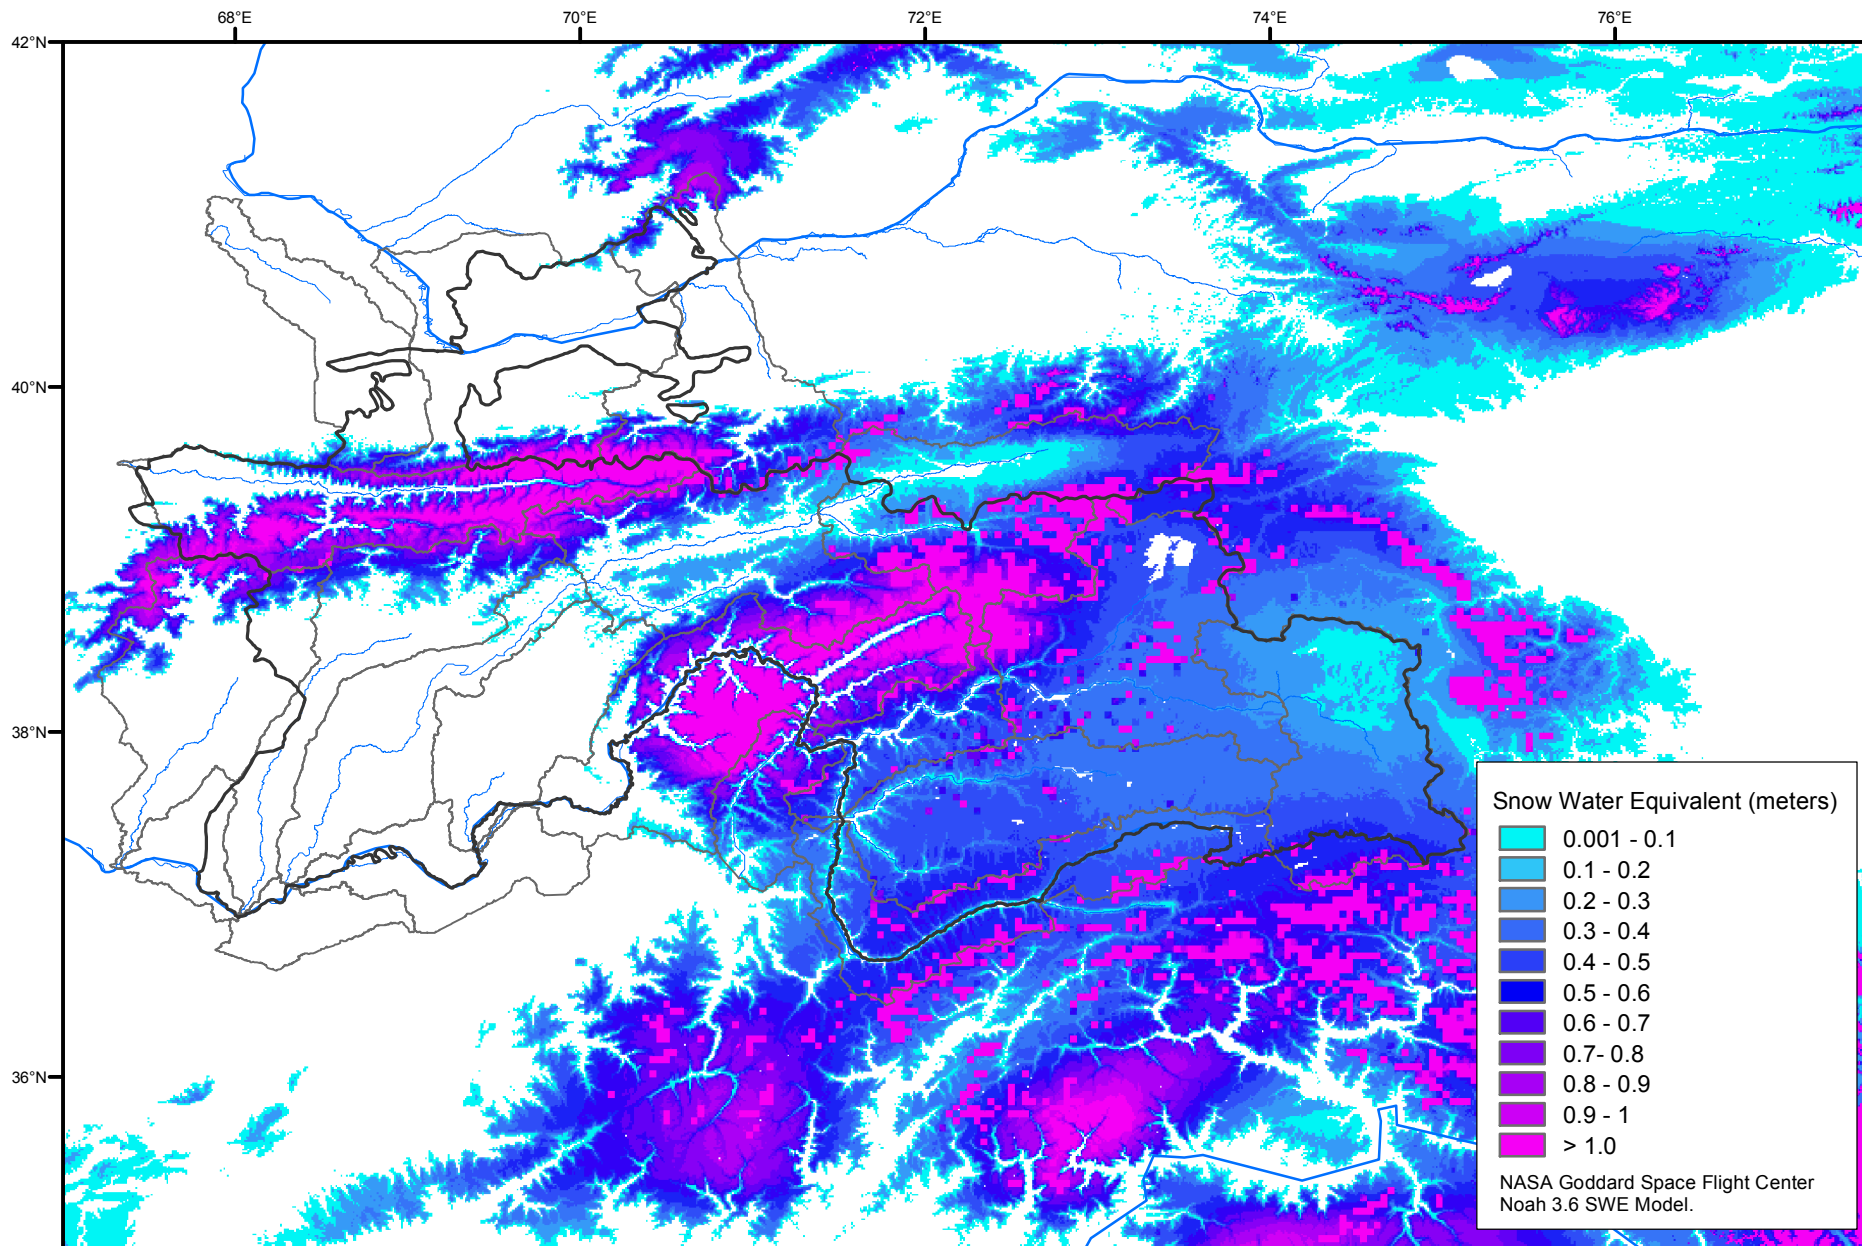 68°E 70°E 72°E 74°E 76°E
42°N
40°N
38°N
36°N
Snow Water Equivalent (meters)
0.001 - 0.1
0.1 - 0.2
0.2 - 0.3
0.3 - 0.4
0.4 - 0.5
0.5 - 0.6
0.6 - 0.7
0.7- 0.8
0.8 - 0.9
0.9 - 1
> 1.0
NASA Goddard Space Flight Center
Noah 3.6 SWE Model.